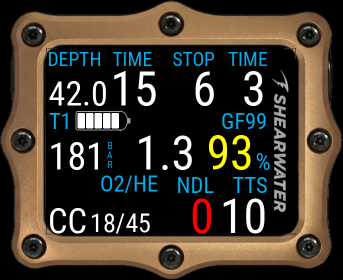 DEPTH TIME STOP TIME
42.0 15 6 3
T1 GF99
181 BAR 1.3 93%
O2/HE NDL TTS
CC 18/45 0 10
SHEARWATER